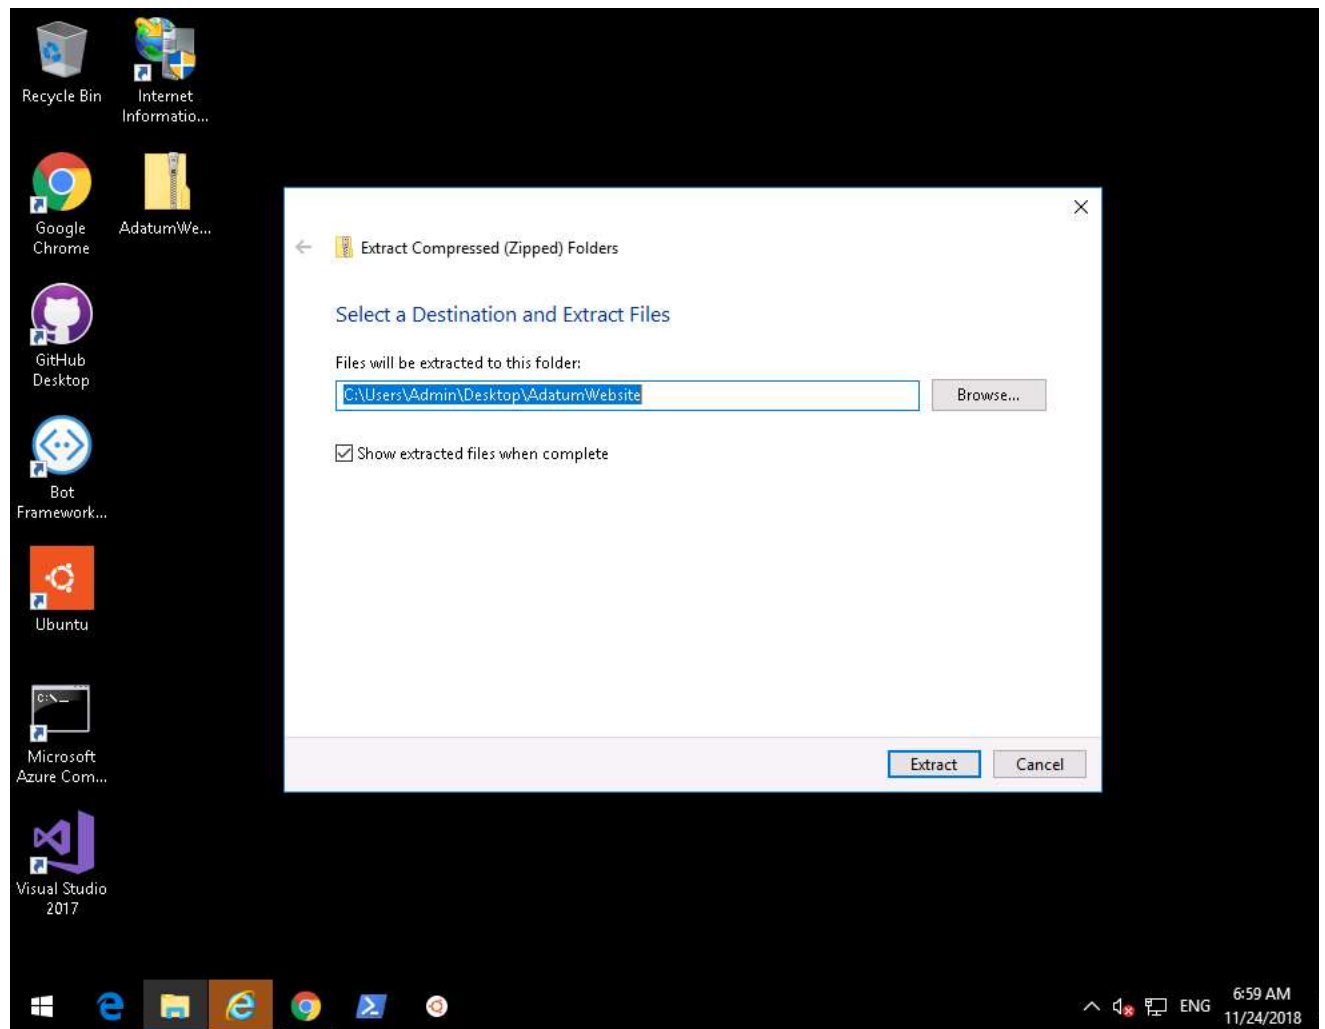 Recycle Bin
Internet
Informatio...
Google
Chrome
AdatumWe...
GitHub
Desktop
Bot
Framework...
Ubuntu
C:\_
Microsoft
Azure Com...
Visual Studio
2017
Extract Compressed (Zipped) Folders
Select a Destination and Extract Files
Files will be extracted to this folder:
C:\Users\Admin\Desktop\AdatumWebsite
Browse...
Show extracted files when complete
Extract
Cancel
ENG
6:59 AM
11/24/2018